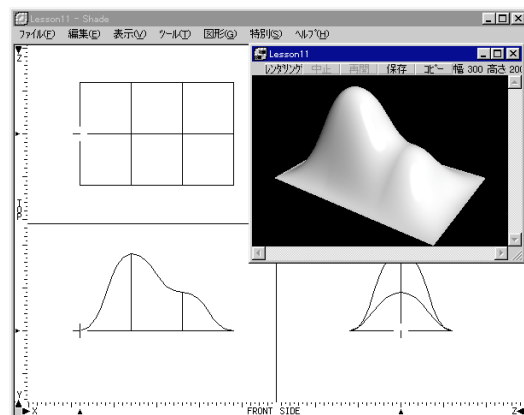 Lesson11 - Shade
ファイル(F) 編集(E) 表示(V) ツール(T) 図形(G) 特別(S) ヘルプ(H)
Lesson11
レンダリング 中止 再開 保存 コピー 幅 300 高さ 200
Z
TOP
Y
X FRONT SIDE Z